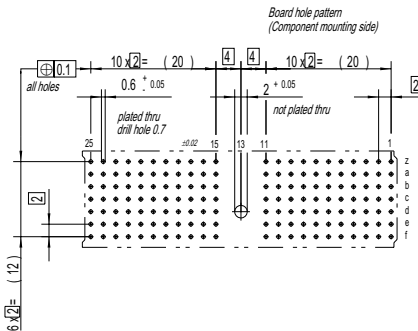 Board hole pattern
(Component mounting side)
10 x 2 = ( 20 )
4
4
10 x 2 = ( 20 )
⌖ 0.1
all holes
0.6 + - 0.05
2 + 0.05
2
plated thru
drill hole 0.7
not plated thru
25
±0.02
15
13
11
1
z
a
b
c
d
e
f
2
6 x 2 = ( 12 )